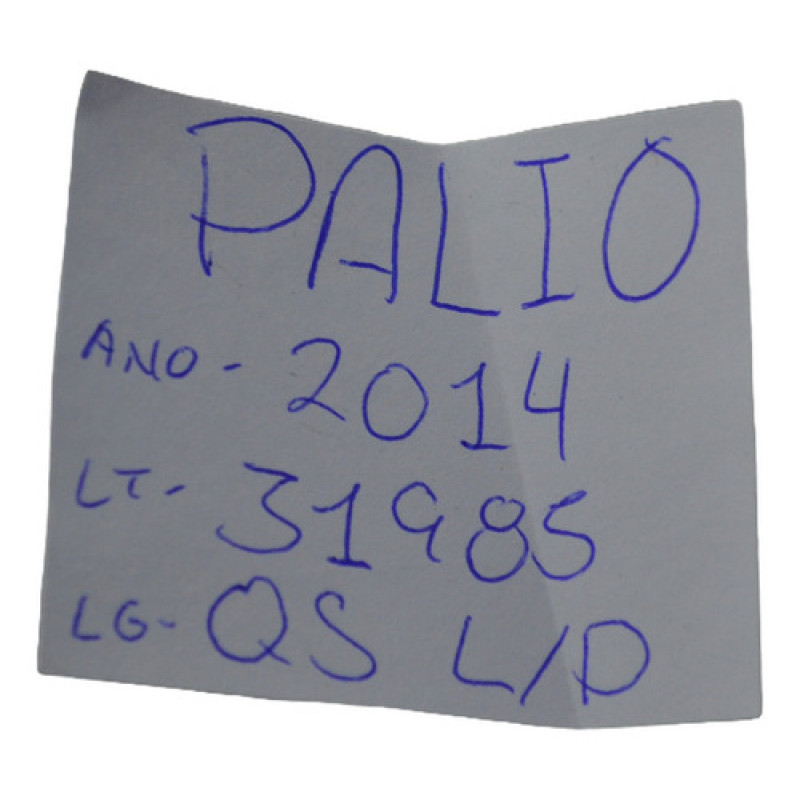 PALIO
ANO - 2014
LT - 31985
LG - QS L/D